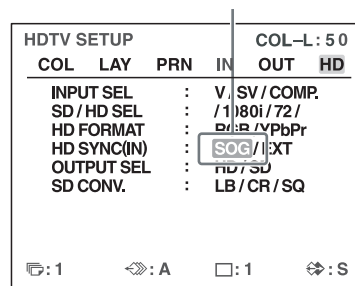 HDTV SETUP COL–L:50
COL LAY PRN IN OUT HD
INPUT SEL : V / SV / COMP.
SD / HD SEL : / 1080i / 72 /
HD FORMAT : RGB / YPbPr
HD SYNC(IN) : SOG / EXT
OUTPUT SEL : HD / SD
SD CONV. : LB / CR / SQ
:1 :A :1 :S